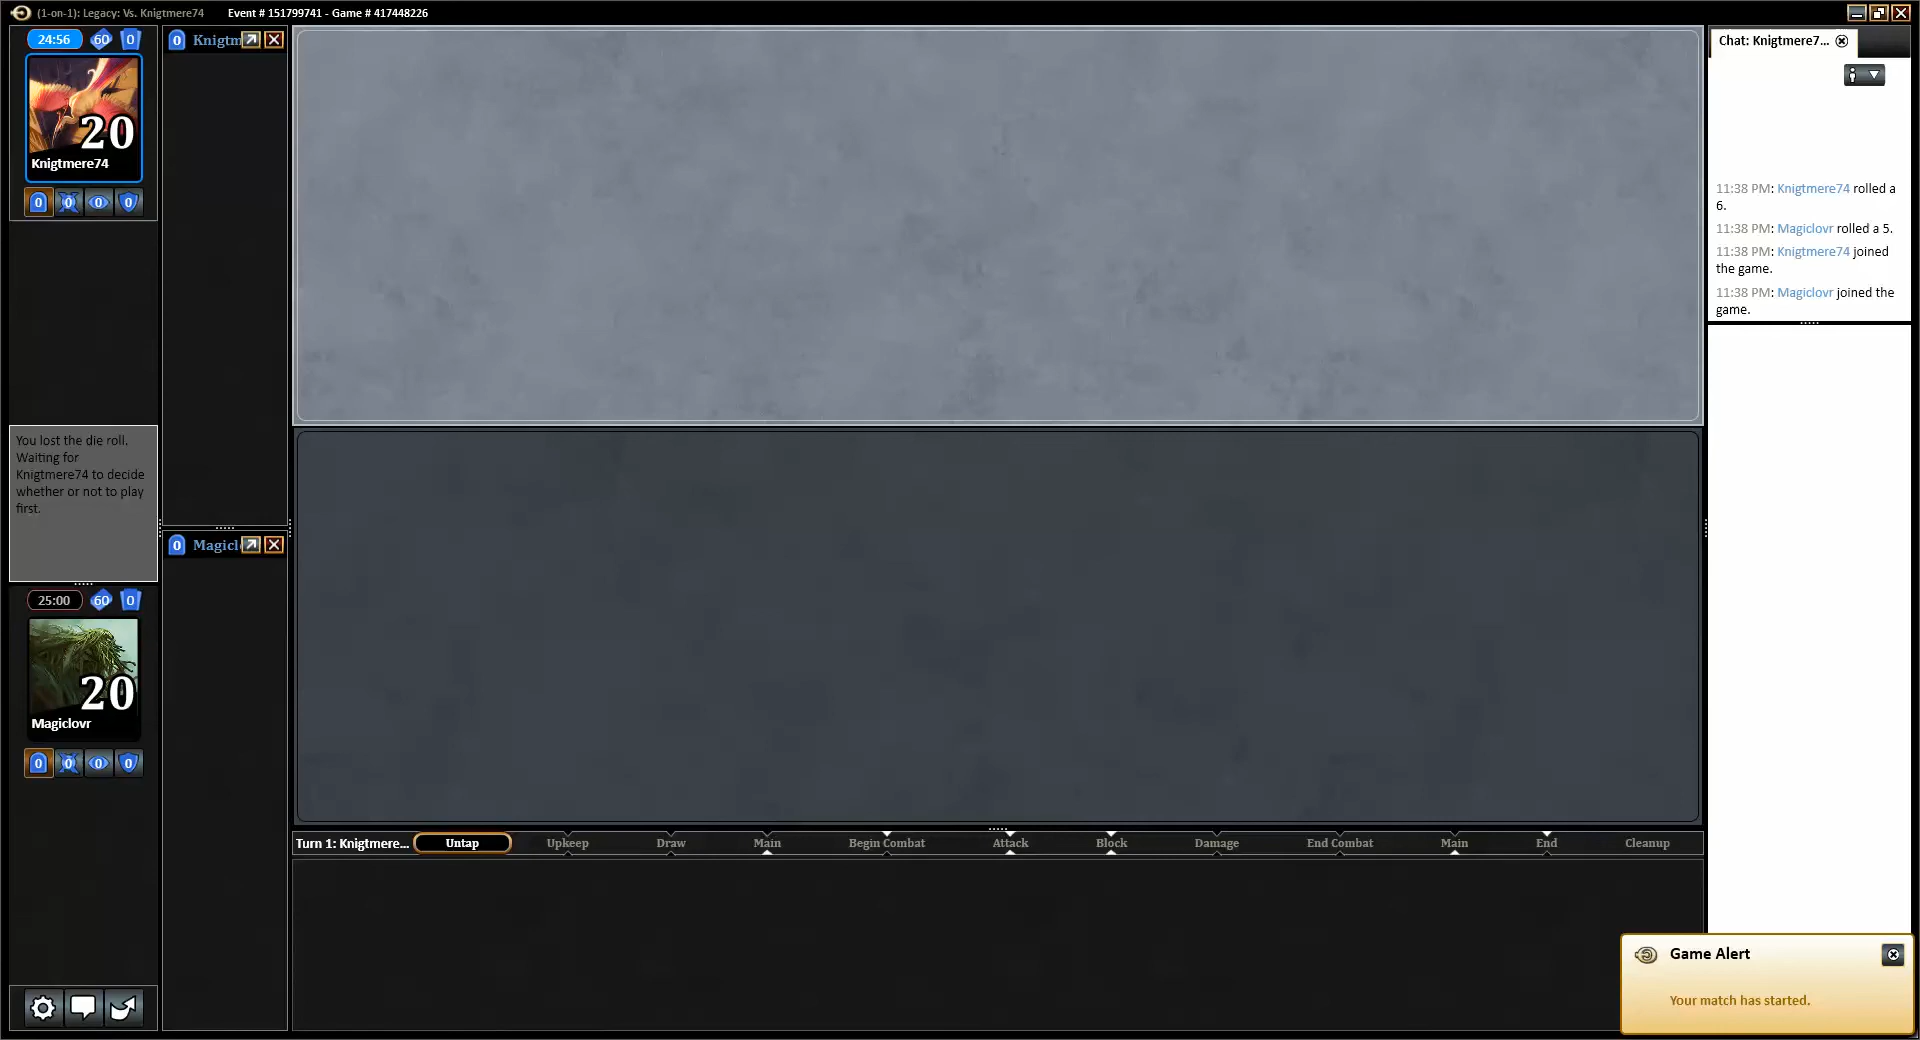 (1-on-1): Legacy: Vs. Knigtmere74
Event # 151799741 - Game # 417448226
24:56 60 0
20
Knigtmere74
0 0 0 0
0 Knigtm
Chat: Knigtmere7...
11:38 PM: Knigtmere74 rolled a
6.
11:38 PM: Magiclovr rolled a 5.
11:38 PM: Knigtmere74 joined
the game.
11:38 PM: Magiclovr joined the
game.
You lost the die roll.
Waiting for
Knigtmere74 to decide
whether or not to play
first.
0 Magicl
25:00 60 0
20
Magiclovr
0 0 0 0
Turn 1: Knigtmere... Untap Upkeep Draw Main Begin Combat Attack Block Damage End Combat Main End Cleanup
Game Alert
Your match has started.